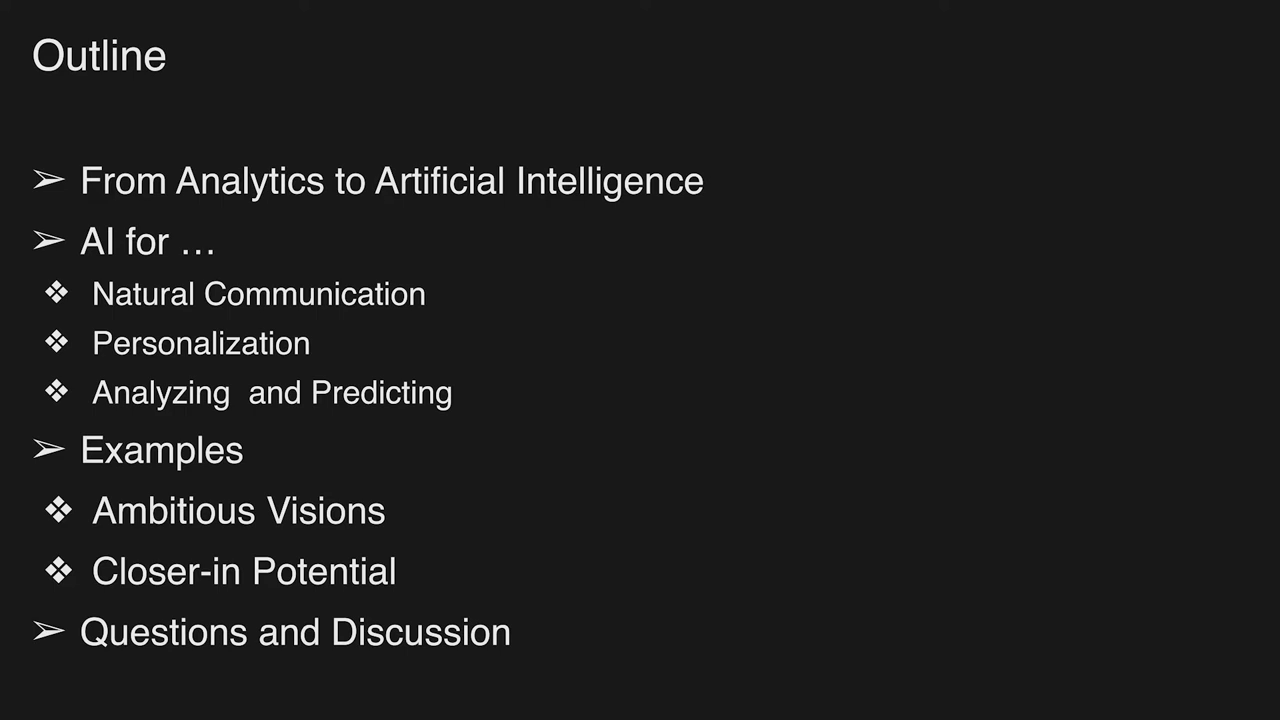 Outline
➢ From Analytics to Artificial Intelligence
➢ AI for …
❖ Natural Communication
❖ Personalization
❖ Analyzing  and Predicting
➢ Examples
❖ Ambitious Visions
❖ Closer-in Potential
➢ Questions and Discussion